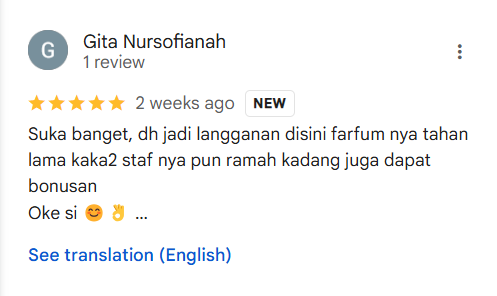 G
Gita Nursofianah
1 review
2 weeks ago NEW
Suka banget, dh jadi langganan disini farfum nya tahan
lama kaka2 staf nya pun ramah kadang juga dapat
bonusan
Oke si 😊 👌 ...
See translation (English)